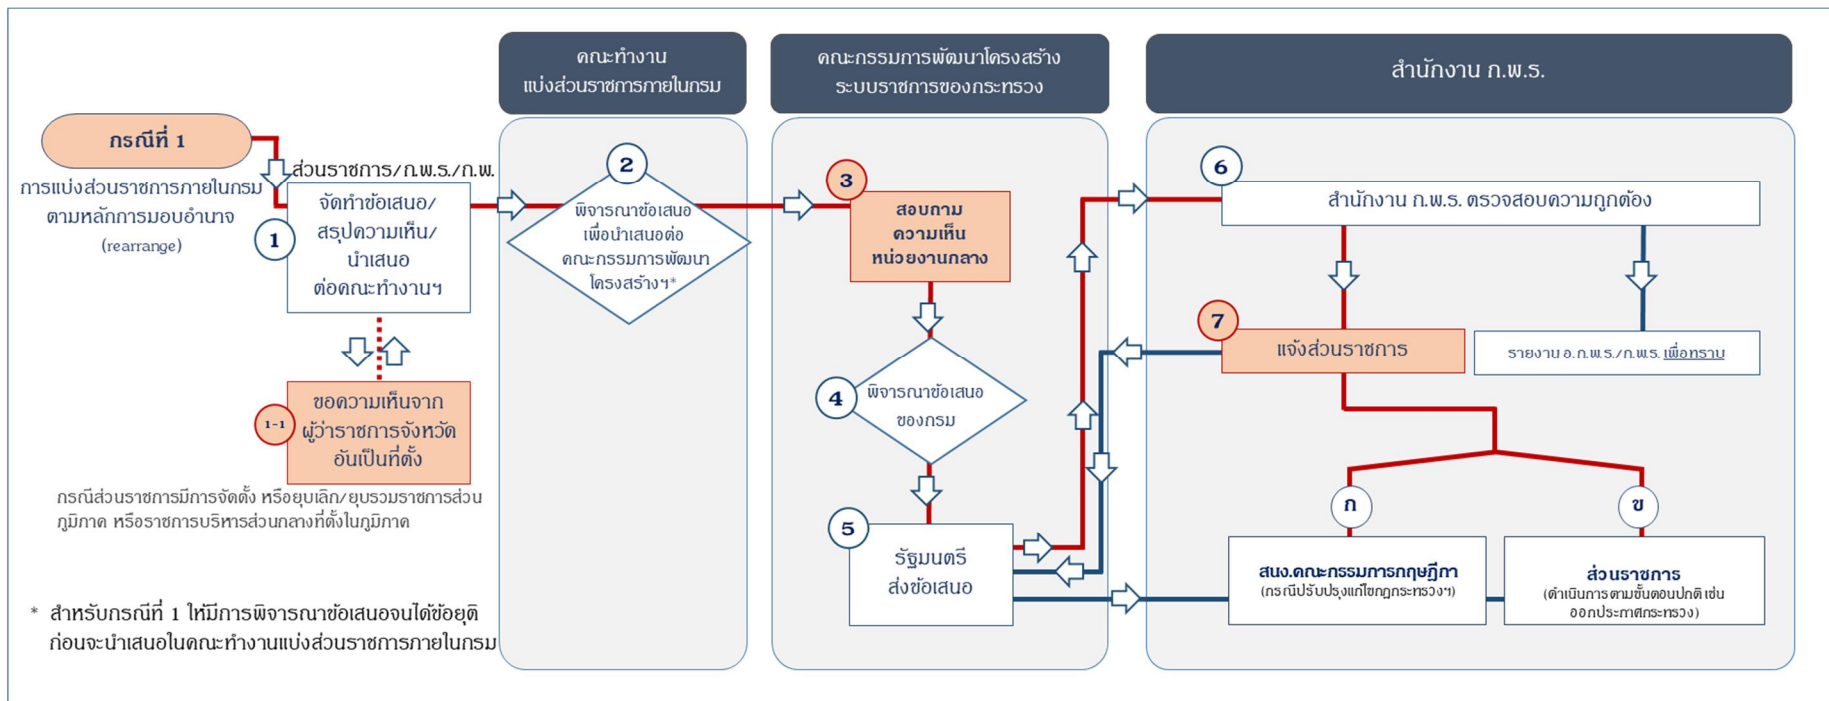 คณะทำงาน
แบ่งส่วนราชการภายในกรม
คณะกรรมการพัฒนาโครงสร้าง
ระบบราชการของกระทรวง
สำนักงาน ก.พ.ร.
กรณีที่ 1
การแบ่งส่วนราชการภายในกรม
ตามหลักการมอบอำนาจ
(rearrange)
ส่วนราชการ/ก.พ.ร./ก.พ.
1
จัดทำข้อเสนอ/
สรุปความเห็น/
นำเสนอ
ต่อคณะทำงานฯ
1-1
ขอความเห็นจาก
ผู้ว่าราชการจังหวัด
อันเป็นที่ตั้ง
กรณีส่วนราชการมีการจัดตั้ง หรือยุบเลิก/ยุบรวมราชการส่วน
ภูมิภาค หรือราชการบริหารส่วนกลางที่ตั้งในภูมิภาค
* สำหรับกรณีที่ 1 ให้มีการพิจารณาข้อเสนอจนได้ข้อยุติ
ก่อนจะนำเสนอในคณะทำงานแบ่งส่วนราชการภายในกรม
2
พิจารณาข้อเสนอ
เพื่อนำเสนอต่อ
คณะกรรมการพัฒนา
โครงสร้างฯ*
3
สอบถาม
ความเห็น
หน่วยงานกลาง
4
พิจารณาข้อเสนอ
ของกรม
5
รัฐมนตรี
ส่งข้อเสนอ
6
สำนักงาน ก.พ.ร. ตรวจสอบความถูกต้อง
7
แจ้งส่วนราชการ
รายงาน อ.ก.พ.ร./ก.พ.ร. เพื่อทราบ
ก
สนง.คณะกรรมการกฤษฎีกา
(กรณีปรับปรุงแก้ไขกฎกระทรวงฯ)
ข
ส่วนราชการ
(ดำเนินการตามขั้นตอนปกติ เช่น
ออกประกาศกระทรวง)